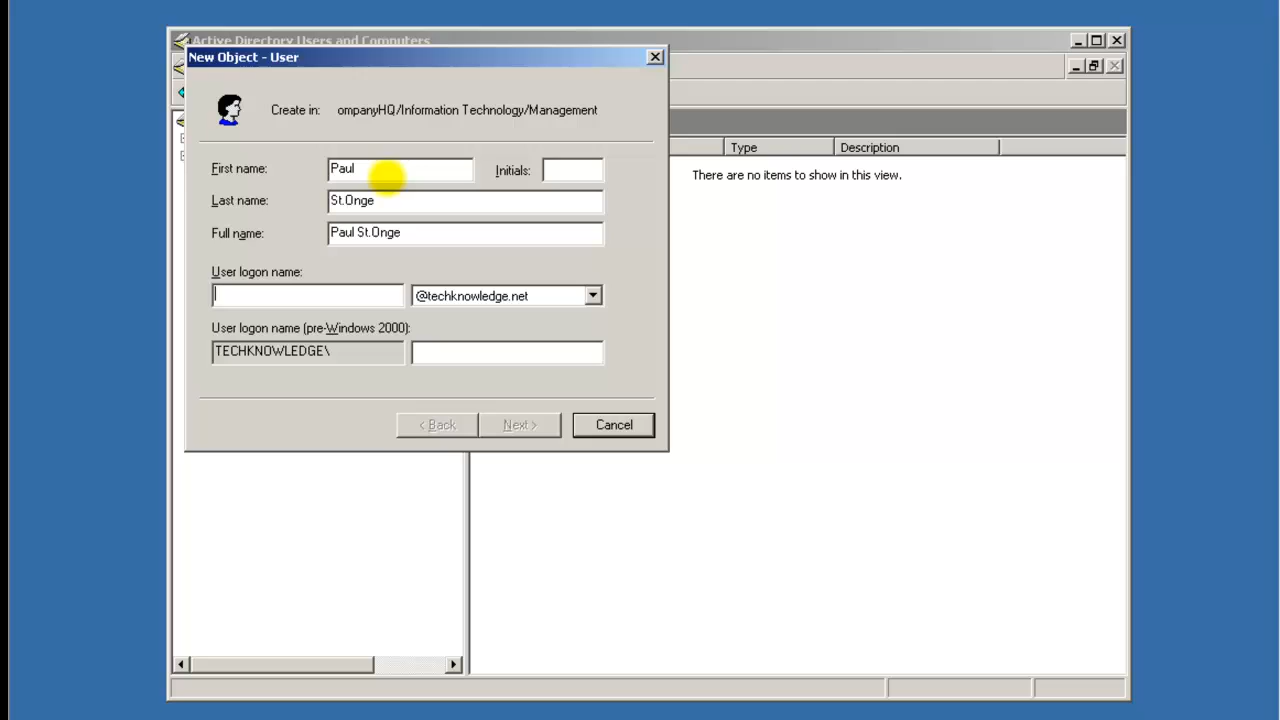 Active Directory Users and Computers
New Object - User
Create in: ompanyHQ/Information Technology/Management
First name: Paul Initials:
Last name: St.Onge
Full name: Paul St.Onge
User logon name:
@techknowledge.net
User logon name (pre-Windows 2000):
TECHKNOWLEDGE\
< Back Next > Cancel
Type Description
There are no items to show in this view.